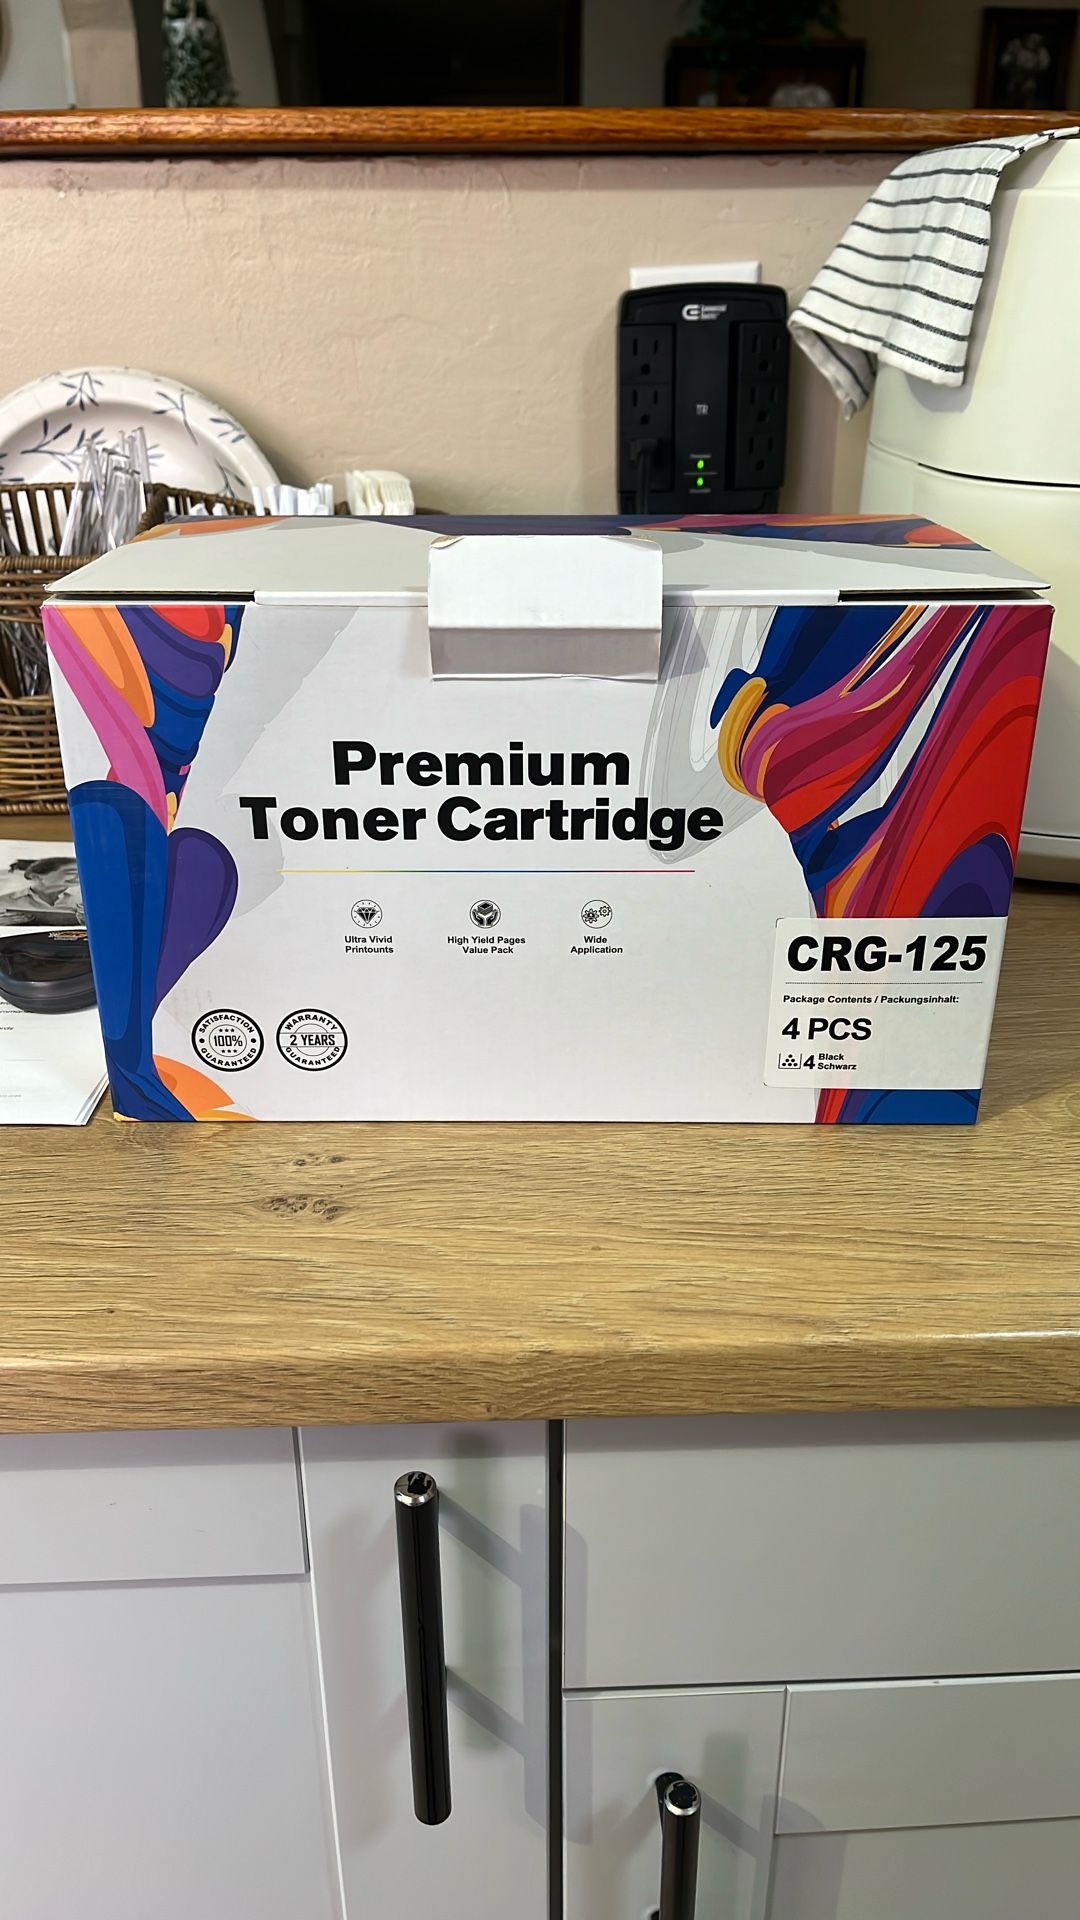 Premium
Toner Cartridge
Ultra Vivid
Printounts
High Yield Pages
Value Pack
Wide
Application
SATISFACTION
100%
GUARANTEED
WARRANTY
2 YEARS
GUARANTEED
CRG-125
Package Contents / Packungsinhalt:
4 PCS
4 Black
Schwarz